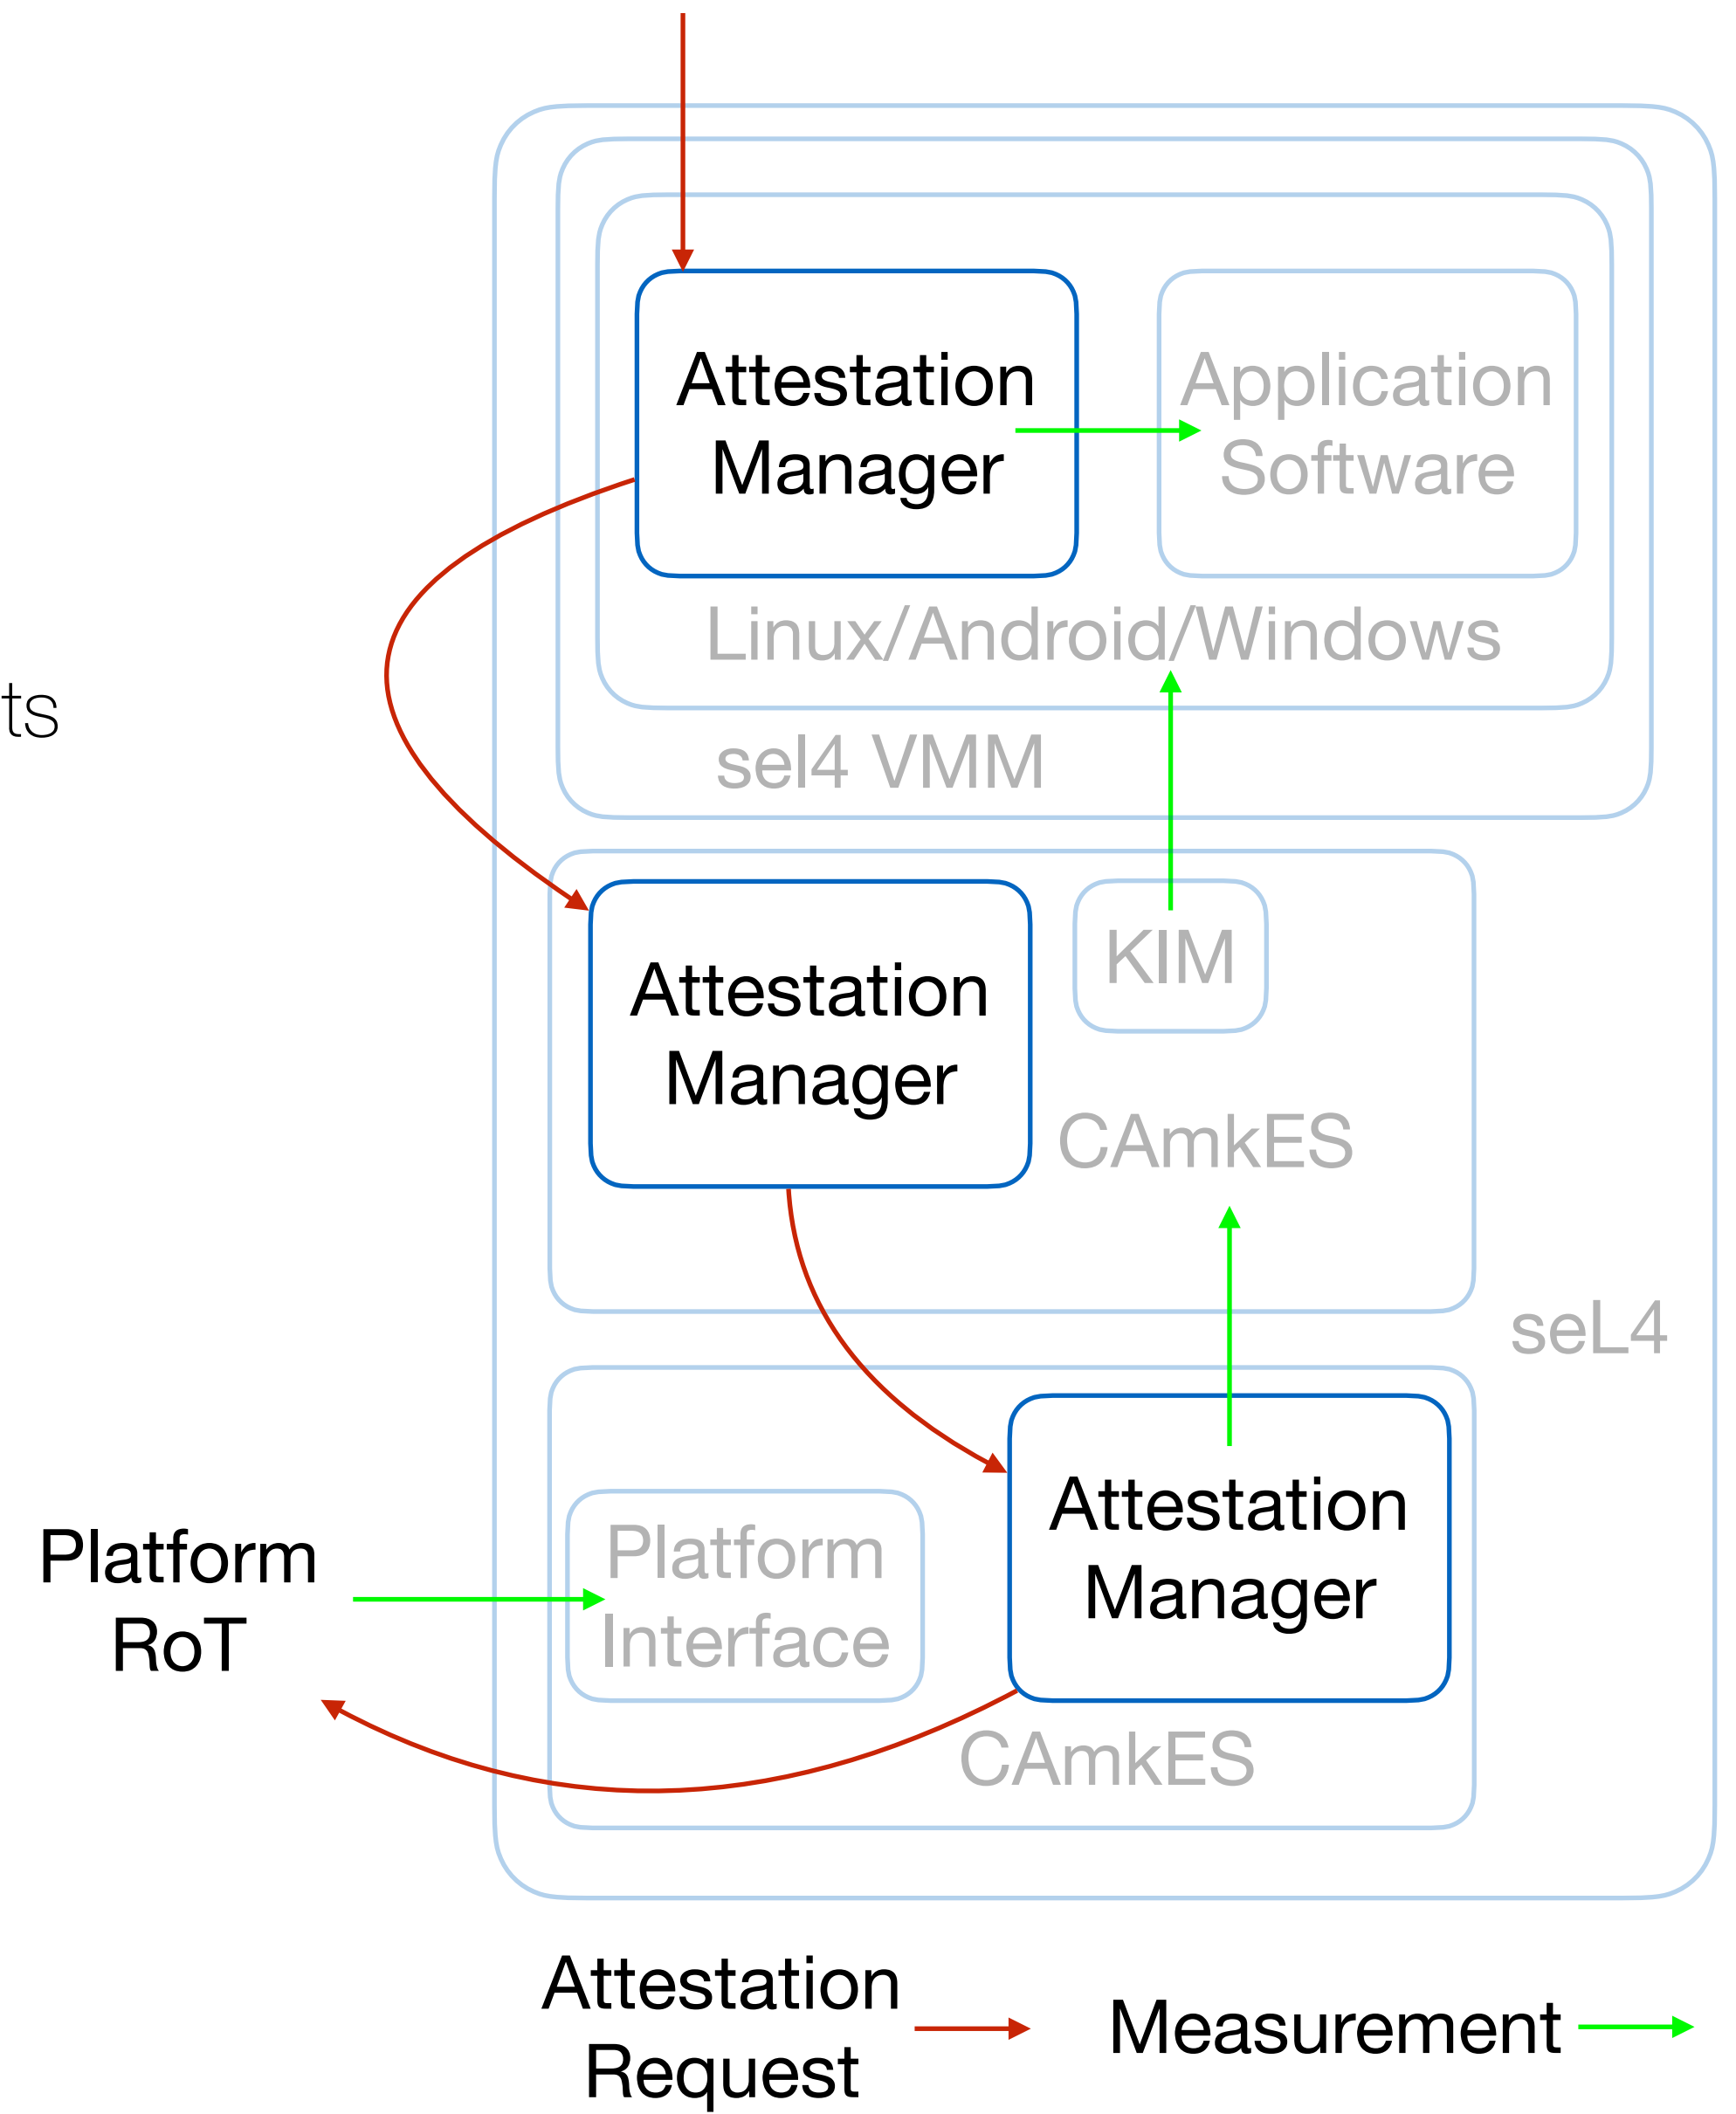 Attestation
Manager
Application
Software
Linux/Android/Windows
ts
sel4 VMM
Attestation
Manager
KIM
CAmkES
seL4
Attestation
Manager
Platform
RoT
Platform
Interface
CAmkES
Attestation
Request
Measurement